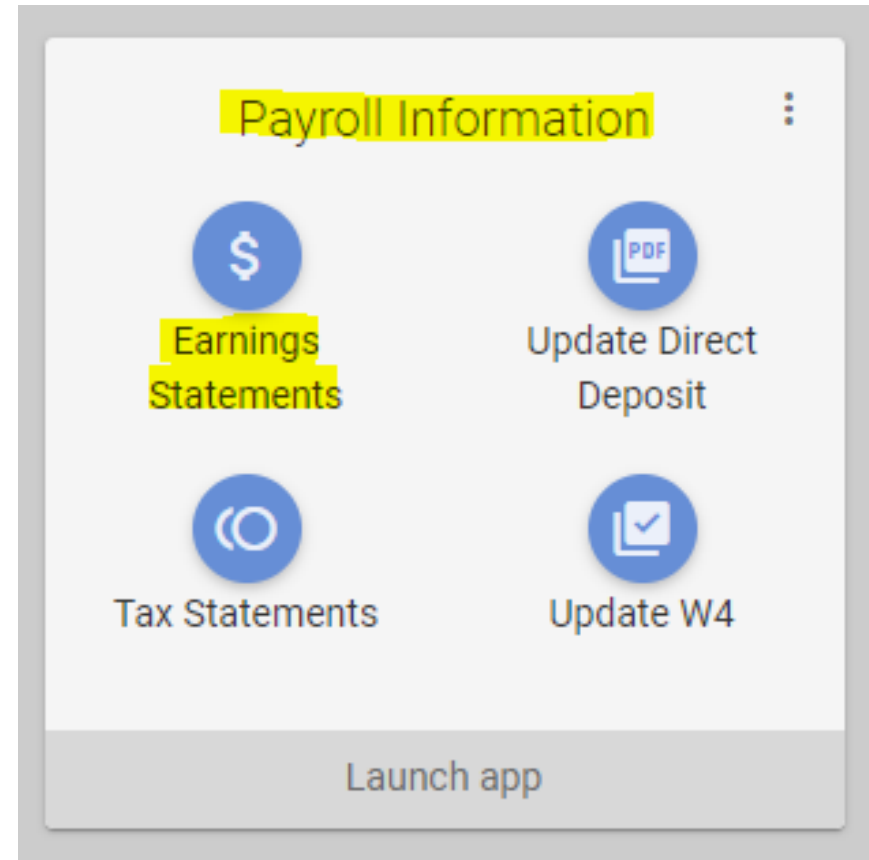 Payroll Information
$
PDF
Earnings
Statements
Update Direct
Deposit
Tax Statements
Update W4
Launch app